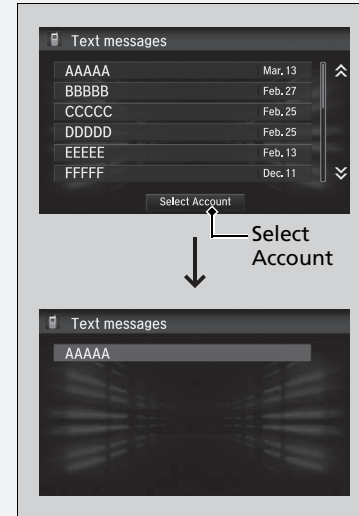 Text messages
AAAAA Mar. 13
BBBBB Feb. 27
CCCCC Feb. 25
DDDDD Feb. 25
EEEEE Feb. 13
FFFFF Dec. 11
Select Account
Select
Account
Text messages
AAAAA